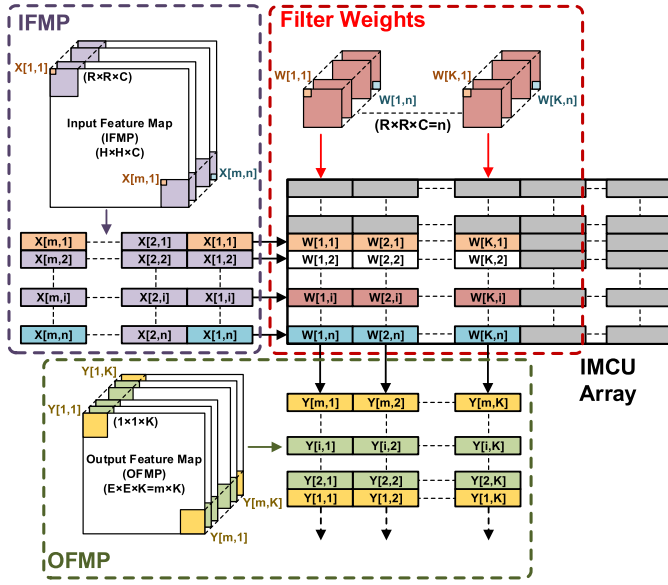 IFMP
X[1,1]
(R×R×C)
Input Feature Map
(IFMP)
(H×H×C)
X[m,1]
X[m,n]
Filter Weights
W[1,1]
W[1,n]
W[K,1]
W[K,n]
(R×R×C=n)
X[m,1] X[2,1] X[1,1]
X[m,2] X[2,2] X[1,2]
X[m,i] X[2,i] X[1,i]
X[m,n] X[2,n] X[1,n]
W[1,1] W[2,1] W[K,1]
W[1,2] W[2,2] W[K,2]
W[1,i] W[2,i] W[K,i]
W[1,n] W[2,n] W[K,n]
IMCU
Array
Y[1,K]
Y[1,1]
(1×1×K)
Output Feature Map
(OFMP)
(E×E×K=m×K)
Y[m,K]
Y[m,1]
Y[m,1] Y[m,2] Y[m,K]
Y[i,1] Y[i,2] Y[i,K]
Y[2,1] Y[2,2] Y[2,K]
Y[1,1] Y[1,2] Y[1,K]
OFMP